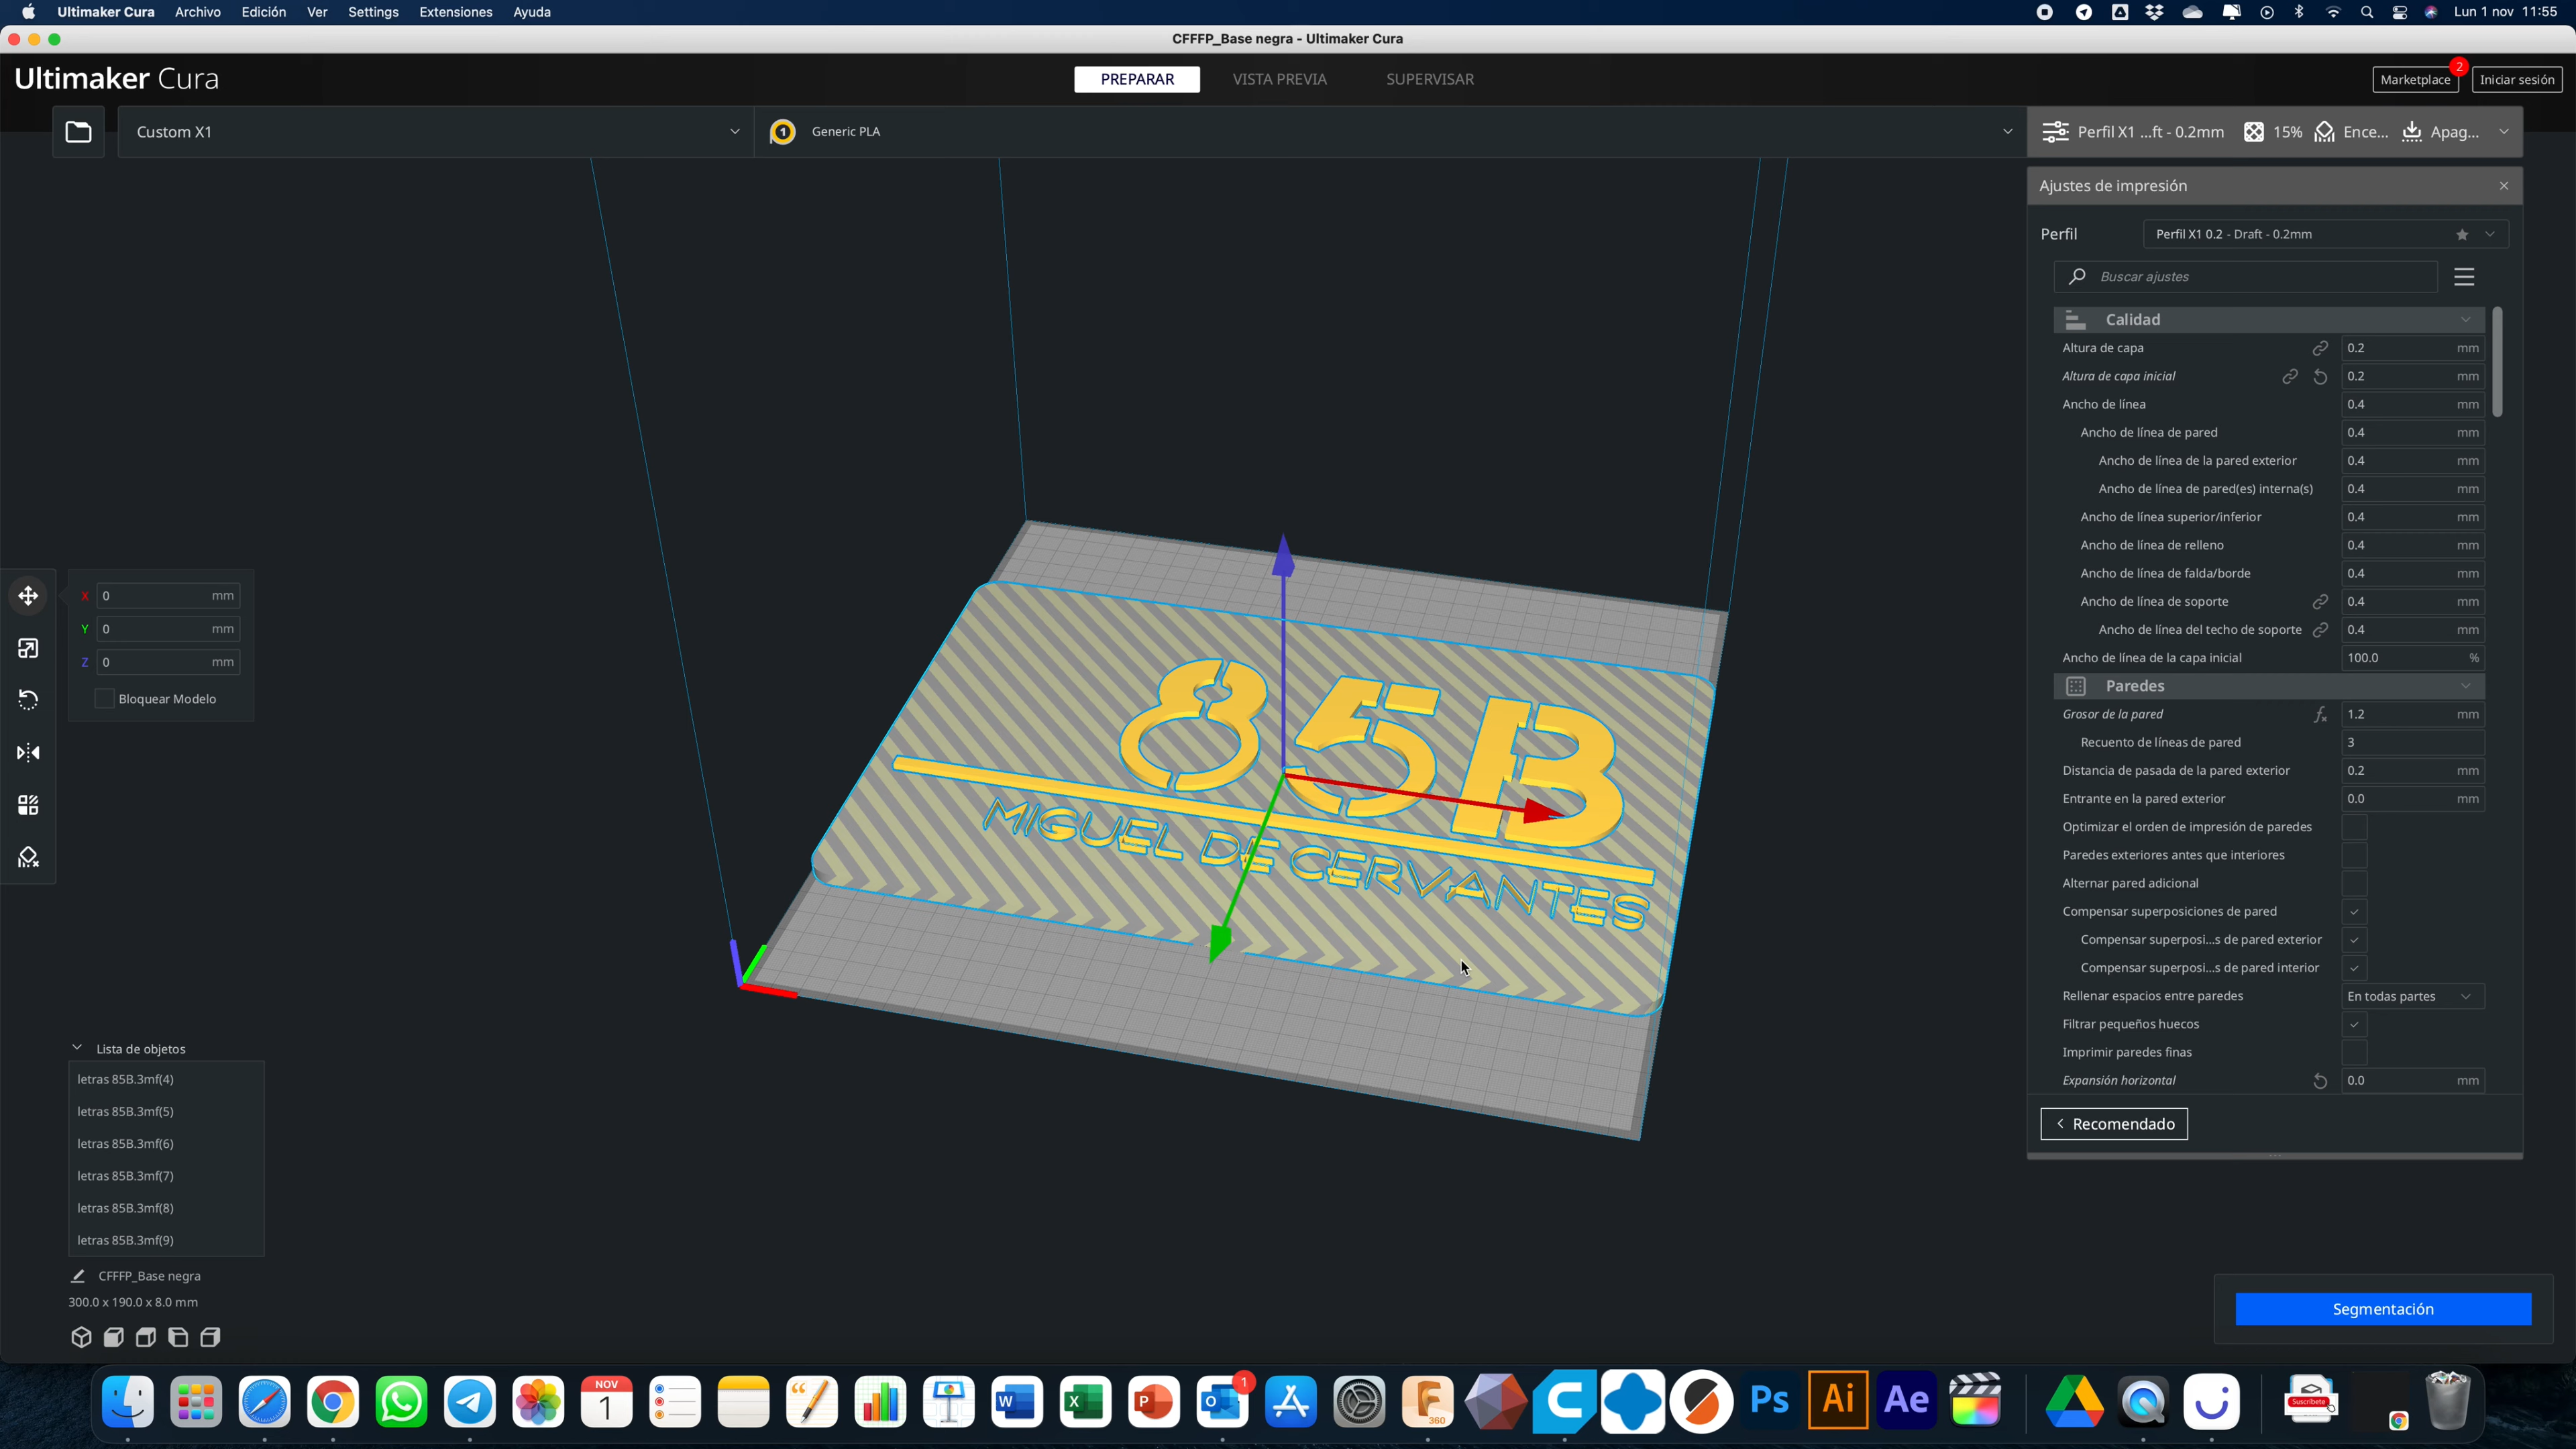 Ultimaker Cura Archivo Edición Ver Settings Extensiones Ayuda
Lun 1 nov 11:55
CFFFP_Base negra - Ultimaker Cura
Ultimaker Cura
PREPARAR VISTA PREVIA SUPERVISAR
Marketplace 2 Iniciar sesión
Custom X1
1 Generic PLA
Perfil X1 ...ft - 0.2mm 15% Ence... Apag...
Ajustes de impresión
Perfil Perfil X1 0.2 - Draft - 0.2mm
Buscar ajustes
Calidad
Altura de capa 0.2 mm
Altura de capa inicial 0.2 mm
Ancho de línea 0.4 mm
Ancho de línea de pared 0.4 mm
Ancho de línea de la pared exterior 0.4 mm
Ancho de línea de pared(es) interna(s) 0.4 mm
Ancho de línea superior/inferior 0.4 mm
Ancho de línea de relleno 0.4 mm
Ancho de línea de falda/borde 0.4 mm
Ancho de línea de soporte 0.4 mm
Ancho de línea del techo de soporte 0.4 mm
Ancho de línea de la capa inicial 100.0 %
Paredes
Grosor de la pared 1.2 mm
Recuento de líneas de pared 3
Distancia de pasada de la pared exterior 0.2 mm
Entrante en la pared exterior 0.0 mm
Optimizar el orden de impresión de paredes
Paredes exteriores antes que interiores
Alternar pared adicional
Compensar superposiciones de pared
Compensar superposi...s de pared exterior
Compensar superposi...s de pared interior
Rellenar espacios entre paredes En todas partes
Filtrar pequeños huecos
Imprimir paredes finas
Expansión horizontal 0.0 mm
Recomendado
X 0 mm
Y 0 mm
Z 0 mm
Bloquear Modelo
85B
MIGUEL DE CERVANTES
Lista de objetos
letras 85B.3mf(4)
letras 85B.3mf(5)
letras 85B.3mf(6)
letras 85B.3mf(7)
letras 85B.3mf(8)
letras 85B.3mf(9)
CFFFP_Base negra
300.0 x 190.0 x 8.0 mm
Segmentación
NOV
1
W X P O 1 F 360 C Ps Ai Ae
Suscríbete